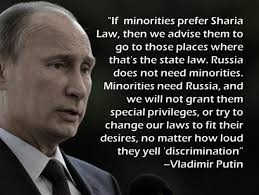 "If minorities prefer Sharia
Law, then we advise them to
go to those places where
that's the state law. Russia
does not need minorities.
Minorities need Russia, and
we will not grant them
special privileges, or try to
change our laws to fit their
desires, no matter how loud
they yell 'discrimination"
–Vladimir Putin